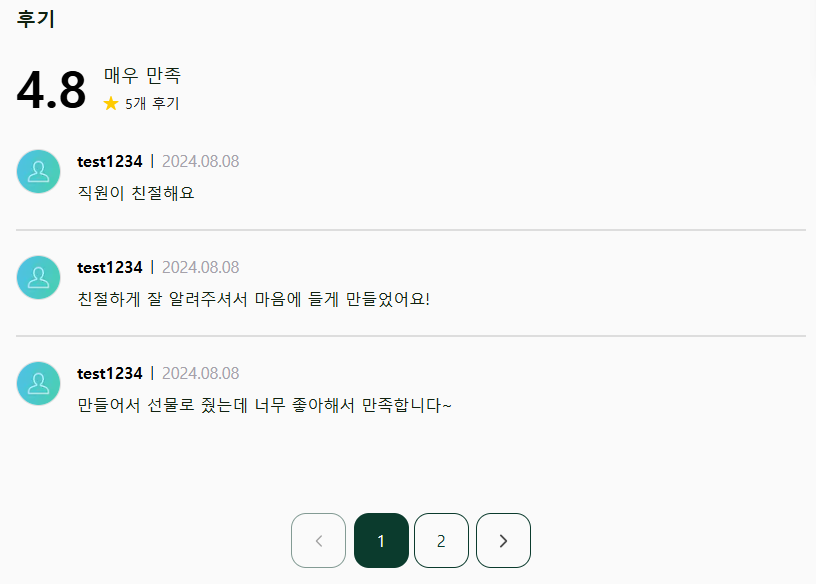 후기
4.8
매우 만족
★ 5개 후기
test1234 | 2024.08.08
직원이 친절해요
test1234 | 2024.08.08
친절하게 잘 알려주셔서 마음에 들게 만들었어요!
test1234 | 2024.08.08
만들어서 선물로 줬는데 너무 좋아해서 만족합니다~
< 1 2 >